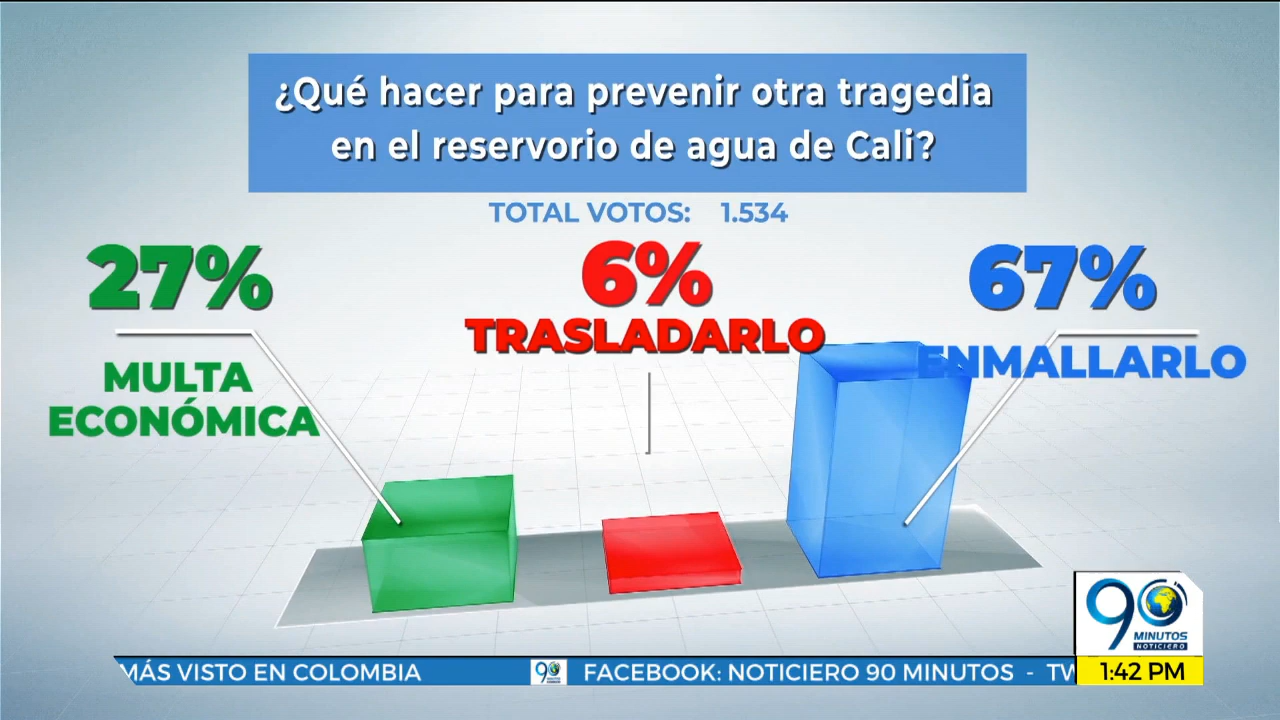 ¿Qué hacer para prevenir otra tragedia
en el reservorio de agua de Cali?
TOTAL VOTOS: 1.534
27%
MULTA
ECONÓMICA
6%
TRASLADARLO
67%
ENMALLARLO
90
MINUTOS
NOTICIERO
MÁS VISTO EN COLOMBIA 90 FACEBOOK: NOTICIERO 90 MINUTOS - TW
1:42 PM